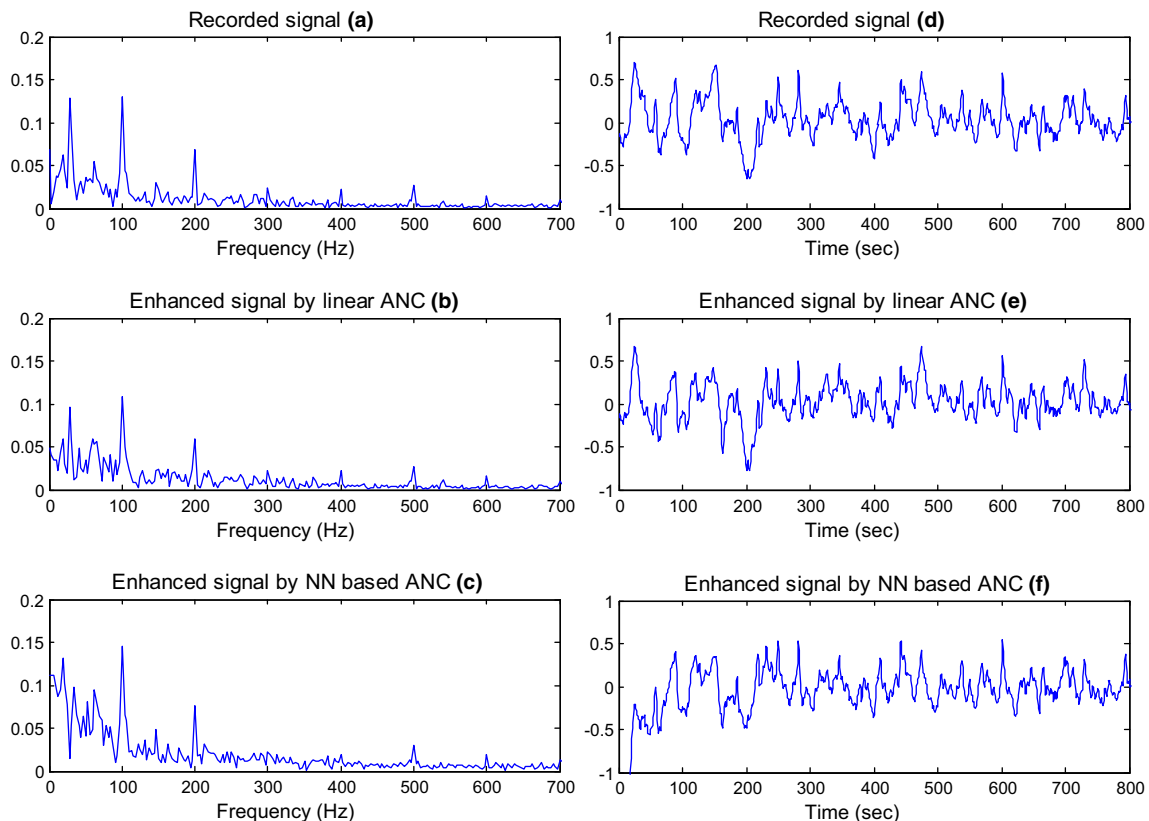 Recorded signal (a)
0.2
0.15
0.1
0.05
0
0 100 200 300 400 500 600 700
Frequency (Hz)
Recorded signal (d)
1
0.5
0
-0.5
-1
0 100 200 300 400 500 600 700 800
Time (sec)
Enhanced signal by linear ANC (b)
0.2
0.15
0.1
0.05
0
0 100 200 300 400 500 600 700
Frequency (Hz)
Enhanced signal by linear ANC (e)
1
0.5
0
-0.5
-1
0 100 200 300 400 500 600 700 800
Time (sec)
Enhanced signal by NN based ANC (c)
0.2
0.15
0.1
0.05
0
0 100 200 300 400 500 600 700
Frequency (Hz)
Enhanced signal by NN based ANC (f)
1
0.5
0
-0.5
-1
0 100 200 300 400 500 600 700 800
Time (sec)